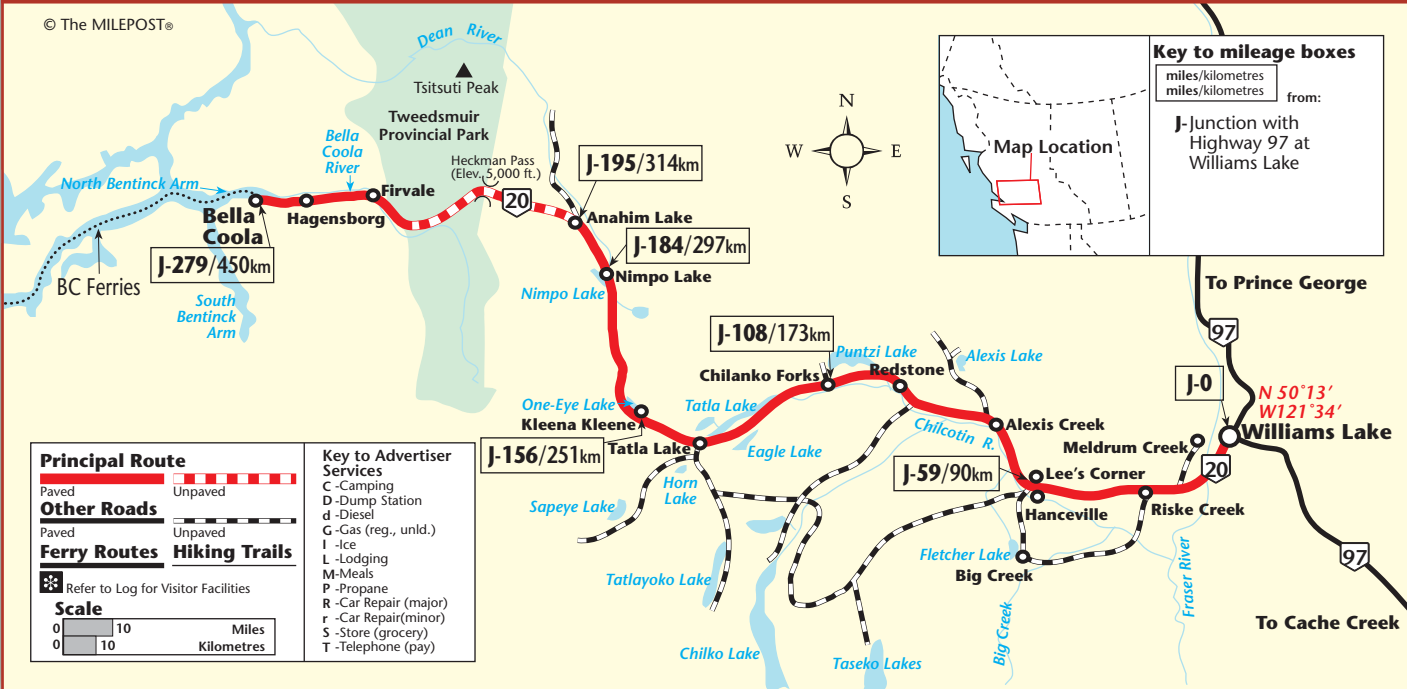 © The MILEPOST®
Dean River
Tsitsuti Peak
Tweedsmuir
Provincial Park
Bella
Coola
River
Heckman Pass
(Elev. 5,000 ft.)
North Bentinck Arm
Firvale
Hagensborg
Bella
Coola
J-279/450km
BC Ferries
South
Bentinck
Arm
20
J-195/314km
Anahim Lake
J-184/297km
Nimpo Lake
Nimpo Lake
N
W
E
S
Key to mileage boxes
miles/kilometres
miles/kilometres
from:
J-Junction with
Highway 97 at
Williams Lake
Map Location
To Prince George
97
J-0
N 50°13′
W121°34′
Williams Lake
J-108/173km
Puntzi Lake
Alexis Lake
Chilanko Forks
Redstone
One-Eye Lake
Kleena Kleene
Tatla Lake
J-156/251km
Tatla Lake
Eagle Lake
Chilcotin R.
Alexis Creek
Meldrum Creek
20
J-59/90km
Lee's Corner
Hanceville
Riske Creek
Horn
Lake
Sapeye Lake
Fletcher Lake
Big Creek
Tatlayoko Lake
Chilko Lake
Taseko Lakes
Big Creek
Fraser River
97
To Cache Creek
Principal Route
Paved
Unpaved
Other Roads
Paved
Unpaved
Ferry Routes
Hiking Trails
Refer to Log for Visitor Facilities
Scale
0 10 Miles
0 10 Kilometres
Key to Advertiser
Services
C -Camping
D -Dump Station
d -Diesel
G -Gas (reg., unld.)
I -Ice
L -Lodging
M-Meals
P -Propane
R -Car Repair (major)
r -Car Repair(minor)
S -Store (grocery)
T -Telephone (pay)